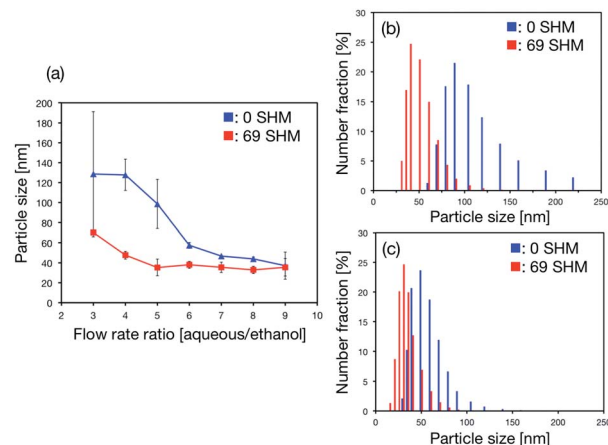 (a)
200
180
160
140
120
100
80
60
40
20
0
2 3 4 5 6 7 8 9 10
Particle size [nm]
Flow rate ratio [aqueous/ethanol]
: 0 SHM
: 69 SHM
(b)
30
25
20
15
10
5
0
0 50 100 150 200 250
Number fraction [%]
Particle size [nm]
: 0 SHM
: 69 SHM
(c)
30
25
20
15
10
5
0
0 50 100 150 200 250
Number fraction [%]
Particle size [nm]
: 0 SHM
: 69 SHM